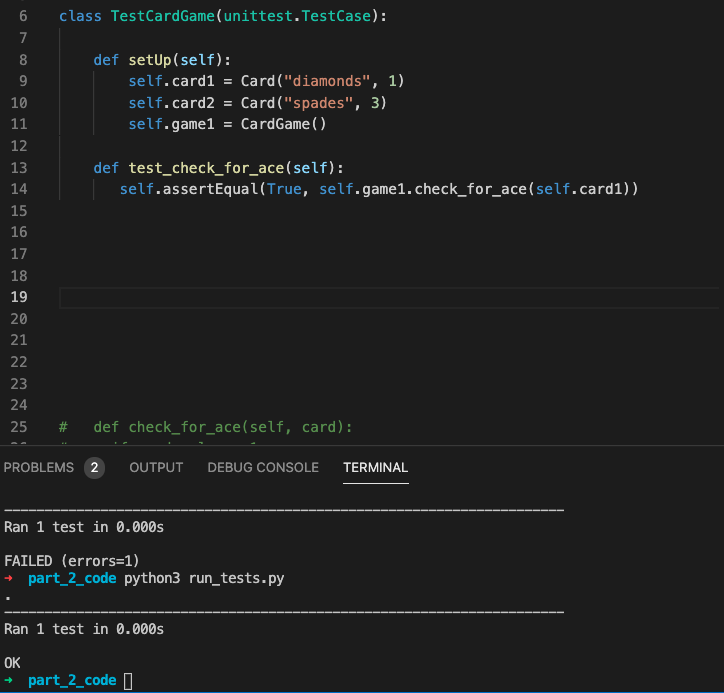 6 class TestCardGame(unittest.TestCase):
7
8 def setUp(self):
9 self.card1 = Card("diamonds", 1)
10 self.card2 = Card("spades", 3)
11 self.game1 = CardGame()
12
13 def test_check_for_ace(self):
14 self.assertEqual(True, self.game1.check_for_ace(self.card1))
15
16
17
18
19
20
21
22
23
24
25 # def check_for_ace(self, card):
PROBLEMS 2 OUTPUT DEBUG CONSOLE TERMINAL
----------------------------------------------------------------------
Ran 1 test in 0.000s
FAILED (errors=1)
→ part_2_code python3 run_tests.py
.
----------------------------------------------------------------------
Ran 1 test in 0.000s
OK
→ part_2_code